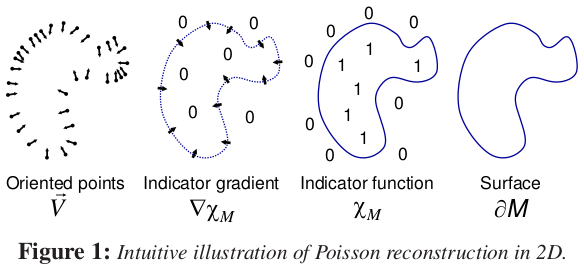 0 0 0 0 0 0
0 0 0 1 1 1 1 1 0 0 0 0
Oriented points Indicator gradient Indicator function Surface
V⃗ ∇χ_M χ_M ∂M
Figure 1: Intuitive illustration of Poisson reconstruction in 2D.